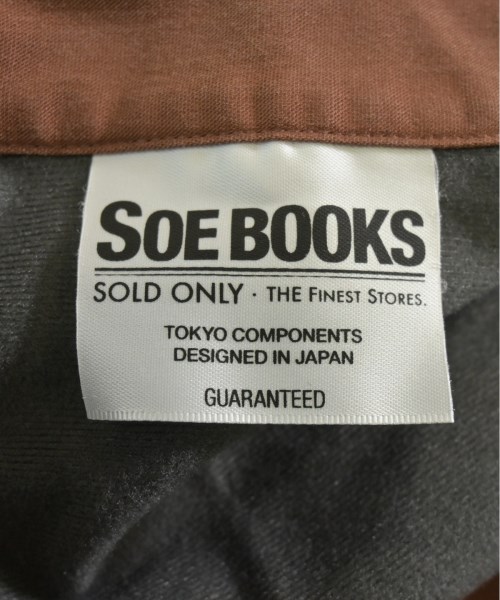 SOE BOOKS
SOLD ONLY · THE FINEST STORES.
TOKYO COMPONENTS
DESIGNED IN JAPAN
GUARANTEED